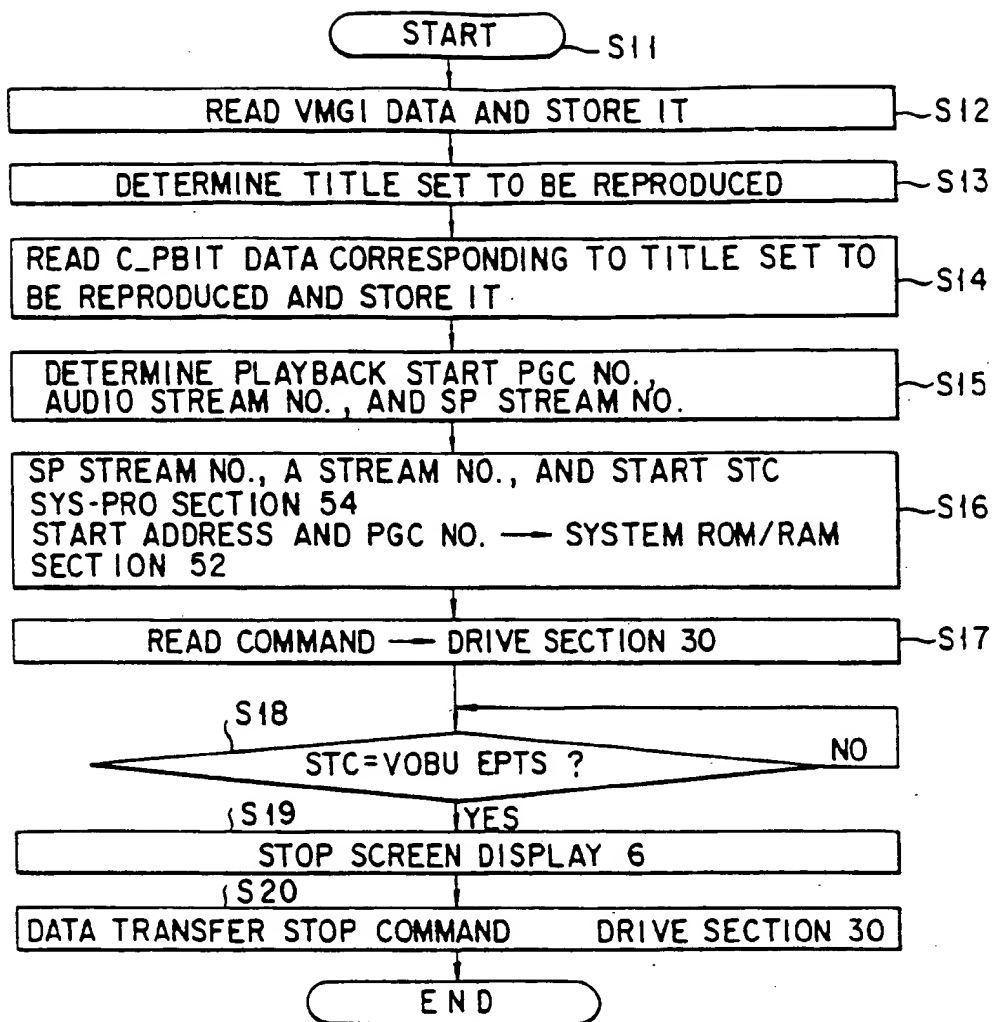 START
S11
READ VMGI DATA AND STORE IT
S12
DETERMINE TITLE SET TO BE REPRODUCED
S13
READ C_PBIT DATA CORRESPONDING TO TITLE SET TO
BE REPRODUCED AND STORE IT
S14
DETERMINE PLAYBACK START PGC NO.,
AUDIO STREAM NO., AND SP STREAM NO.
S15
SP STREAM NO., A STREAM NO., AND START STC
SYS-PRO SECTION 54
START ADDRESS AND PGC NO. → SYSTEM ROM/RAM
SECTION 52
S16
READ COMMAND → DRIVE SECTION 30
S17
S18
STC=VOBU EPTS ?
NO
YES
S19
STOP SCREEN DISPLAY 6
S20
DATA TRANSFER STOP COMMAND DRIVE SECTION 30
END